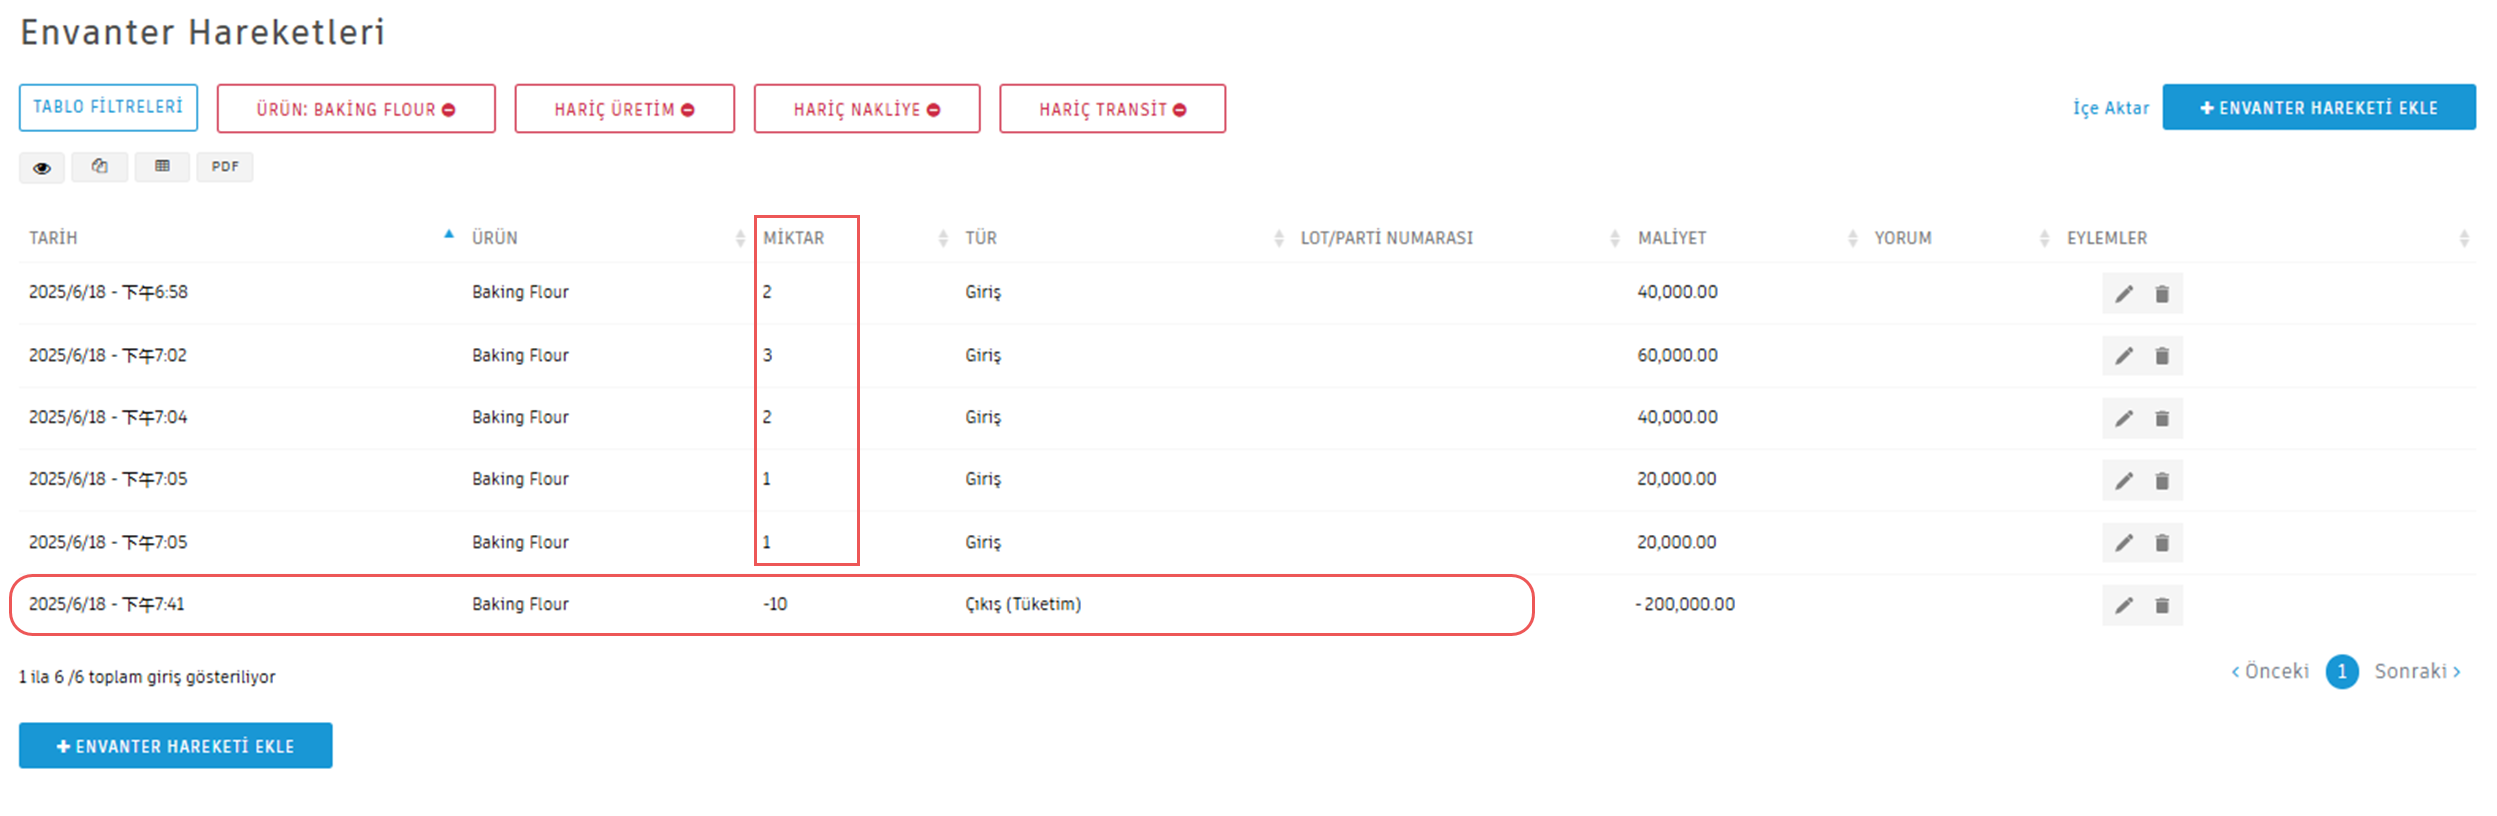 Envanter Hareketleri
TABLO FİLTRELERİ ÜRÜN: BAKİNG FLOUR HARİÇ ÜRETİM HARİÇ NAKLİYE HARİÇ TRANSİT İçe Aktar ENVANTER HAREKETİ EKLE
PDF
TARİH ÜRÜN MİKTAR TÜR LOT/PARTİ NUMARASI MALİYET YORUM EYLEMLER
2025/6/18 - 下午6:58 Baking Flour 2 Giriş 40,000.00
2025/6/18 - 下午7:02 Baking Flour 3 Giriş 60,000.00
2025/6/18 - 下午7:04 Baking Flour 2 Giriş 40,000.00
2025/6/18 - 下午7:05 Baking Flour 1 Giriş 20,000.00
2025/6/18 - 下午7:05 Baking Flour 1 Giriş 20,000.00
2025/6/18 - 下午7:41 Baking Flour -10 Çıkış (Tüketim) - 200,000.00
1 ila 6 /6 toplam giriş gösteriliyor ‹ Önceki 1 Sonraki ›
ENVANTER HAREKETİ EKLE